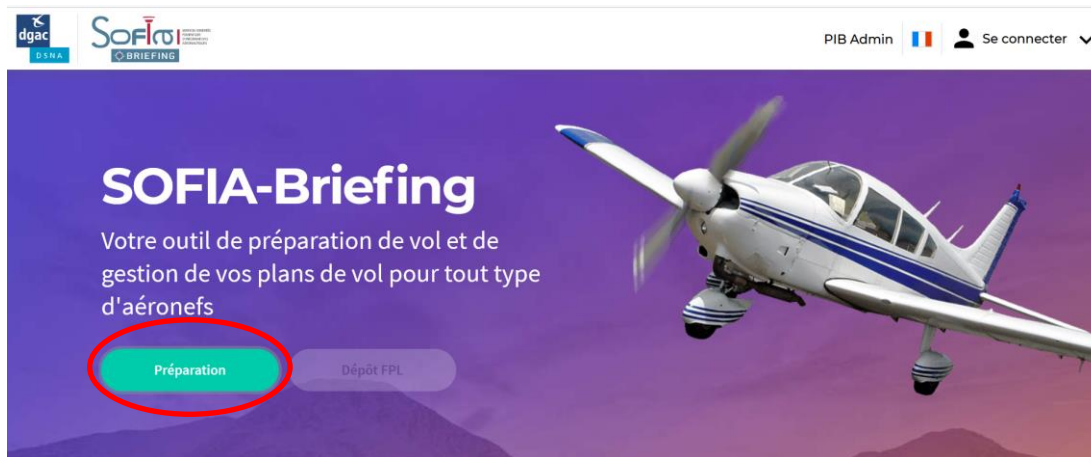 dgac
DSNA
SOFIA
BRIEFING
PIB Admin
Se connecter
SOFIA-Briefing
Votre outil de préparation de vol et de
gestion de vos plans de vol pour tout type
d'aéronefs
Préparation
Dépôt FPL